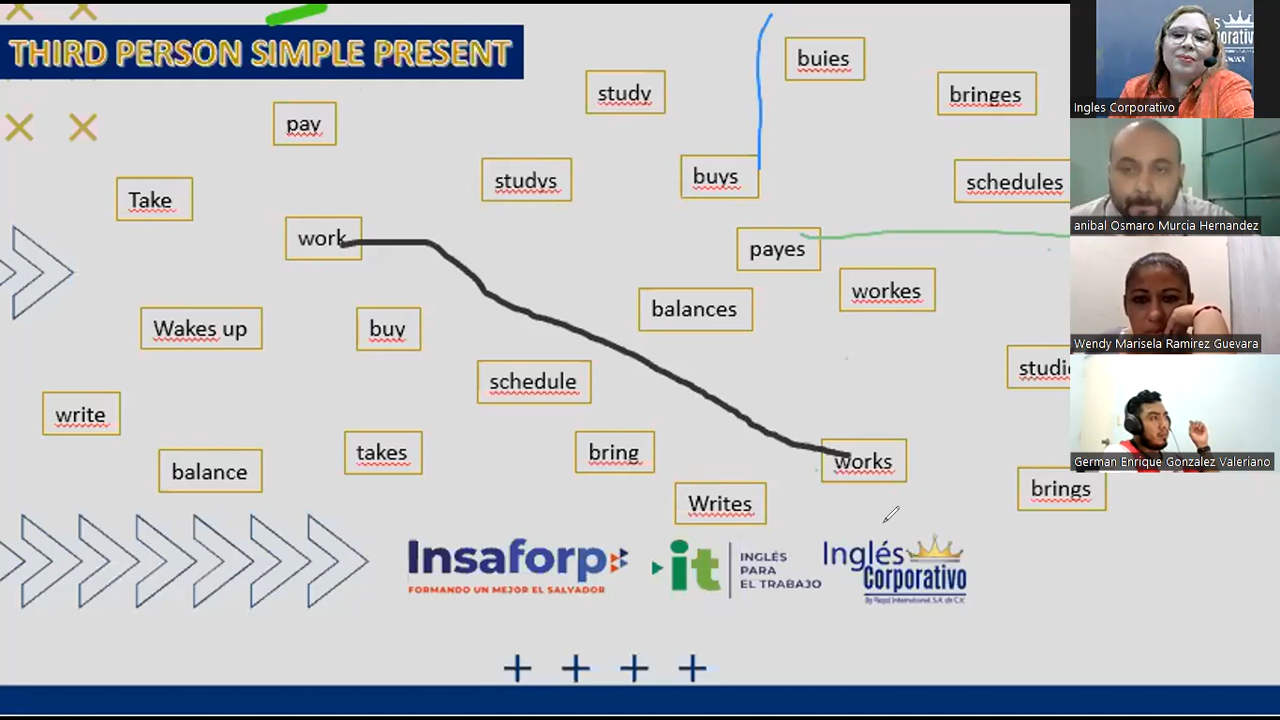 THIRD PERSON SIMPLE PRESENT
buies
study
bringes
pay
studys
buys
schedules
Take
work
payes
workes
balances
Wakes up
buy
schedule
write
takes
bring
works
balance
Writes
brings
Insaforp
FORMANDO UN MEJOR EL SALVADOR
it
INGLÉS
PARA
EL TRABAJO
Inglés
Corporativo
Ingles Corporativo
anibal Osmaro Murcia Hernandez
Wendy Marisela Ramirez Guevara
German Enrique Gonzalez Valeriano